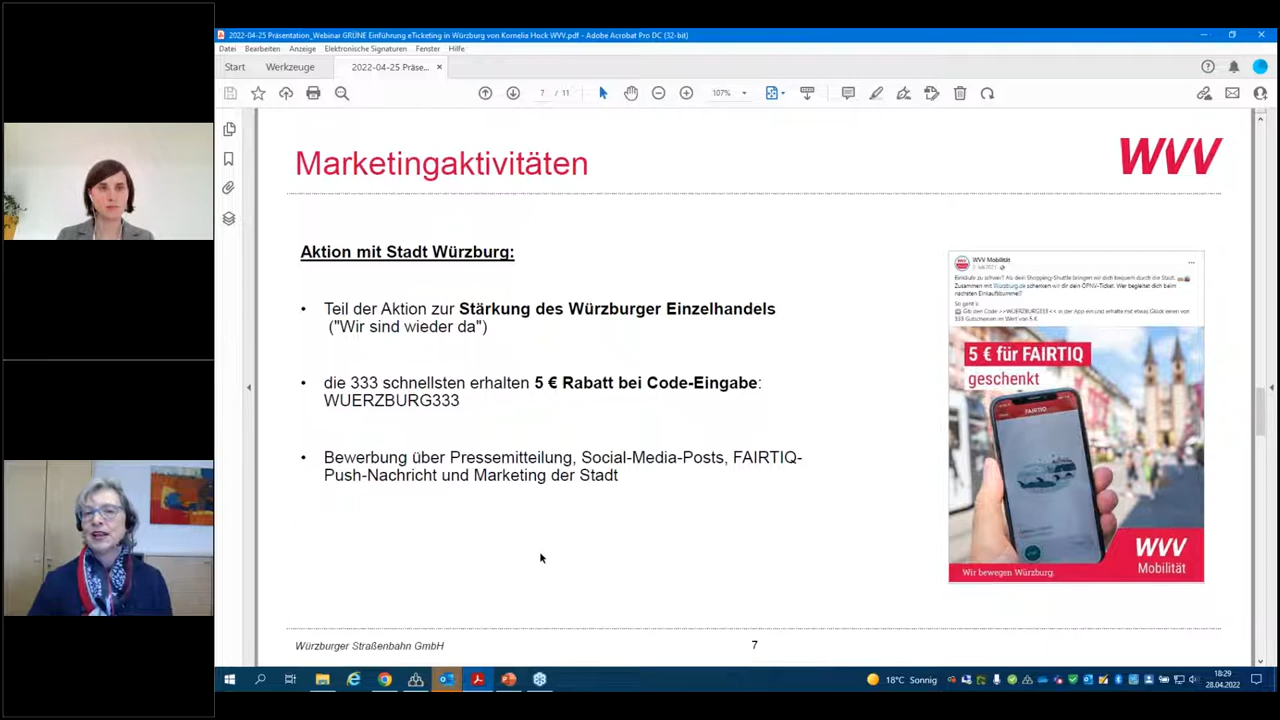 2022-04-25 Präsentation_Webinar GRÜNE Einführung eTicketing in Würzburg von Kornelia Hock WVV.pdf - Adobe Acrobat Pro DC (32-bit)
Datei Bearbeiten Anzeige Elektronische Signaturen Fenster Hilfe
Start Werkzeuge 2022-04-25 Präse...
7 / 11 107%
Marketingaktivitäten
WVV
Aktion mit Stadt Würzburg:
• Teil der Aktion zur Stärkung des Würzburger Einzelhandels
("Wir sind wieder da")
• die 333 schnellsten erhalten 5 € Rabatt bei Code-Eingabe:
WUERZBURG333
• Bewerbung über Pressemitteilung, Social-Media-Posts, FAIRTIQ-
Push-Nachricht und Marketing der Stadt
WVV Mobilität
5 € für FAIRTIQ
geschenkt
FAIRTIQ
WVV
Mobilität
Wir bewegen Würzburg.
Würzburger Straßenbahn GmbH
7
18°C Sonnig
18:29
28.04.2022